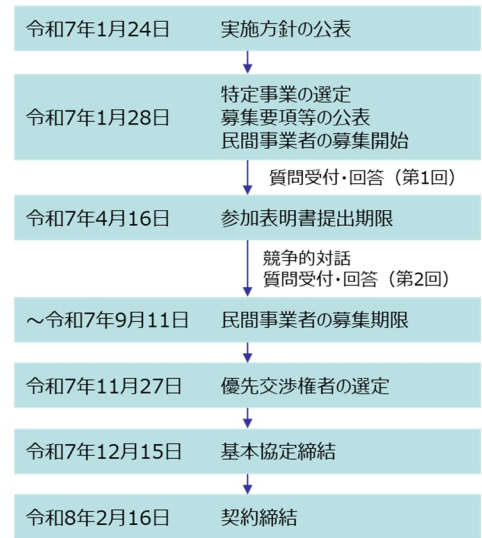 令和7年1月24日 実施方針の公表
令和7年1月28日 特定事業の選定
募集要項等の公表
民間事業者の募集開始
質問受付・回答（第1回）
令和7年4月16日 参加表明書提出期限
競争的対話
質問受付・回答（第2回）
～令和7年9月11日 民間事業者の募集期限
令和7年11月27日 優先交渉権者の選定
令和7年12月15日 基本協定締結
令和8年2月16日 契約締結